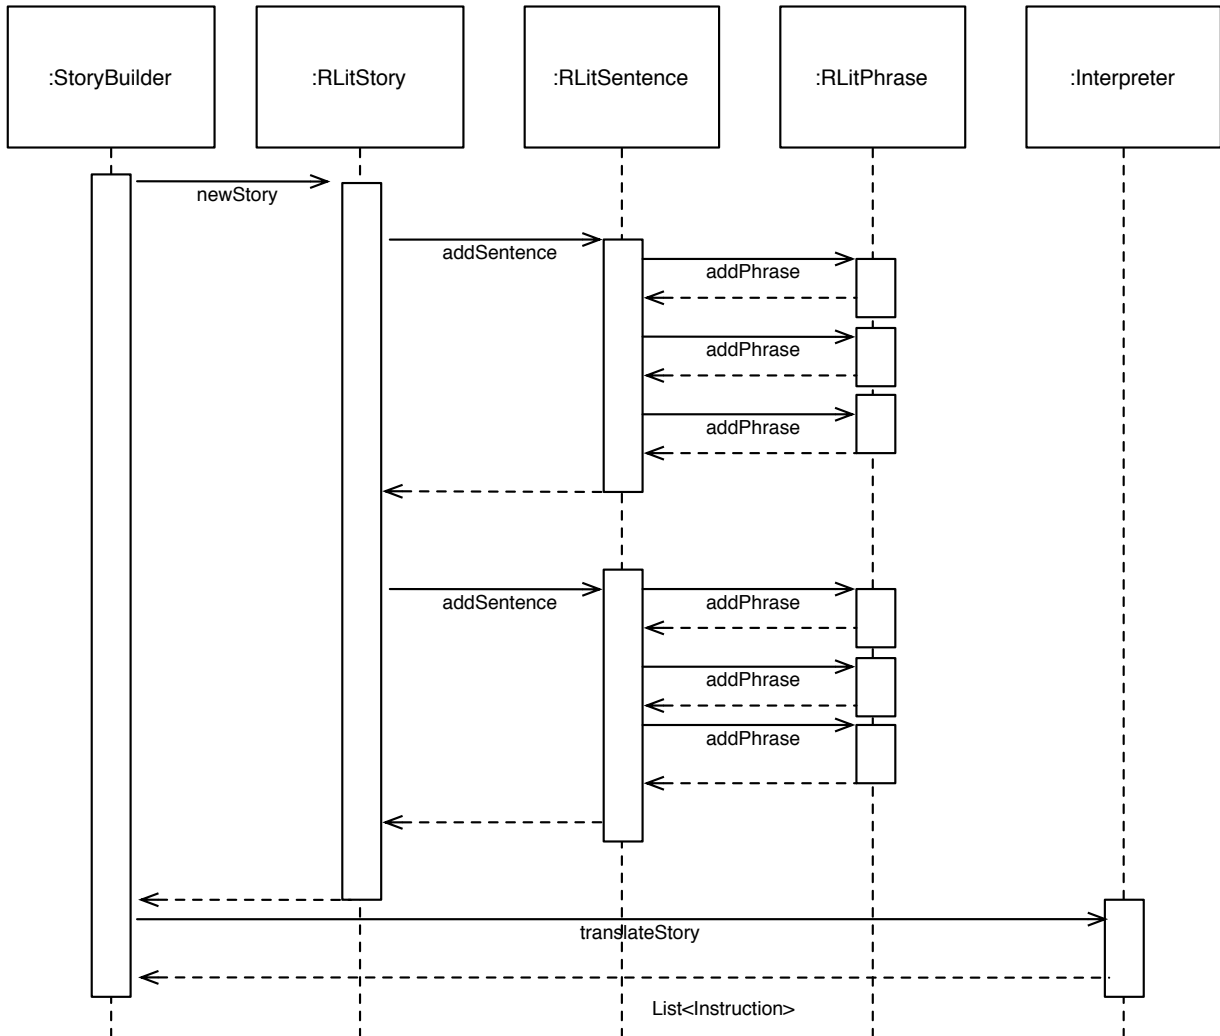 :StoryBuilder
:RLitStory
:RLitSentence
:RLitPhrase
:Interpreter
newStory
addSentence
addPhrase
addPhrase
addPhrase
addSentence
addPhrase
addPhrase
addPhrase
translateStory
List<Instruction>